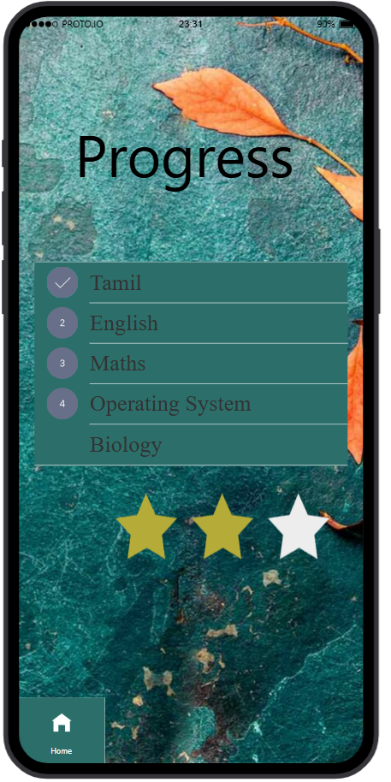 PROTO.IO 23 31 90%
Progress
Tamil
2 English
3 Maths
4 Operating System
Biology
Home